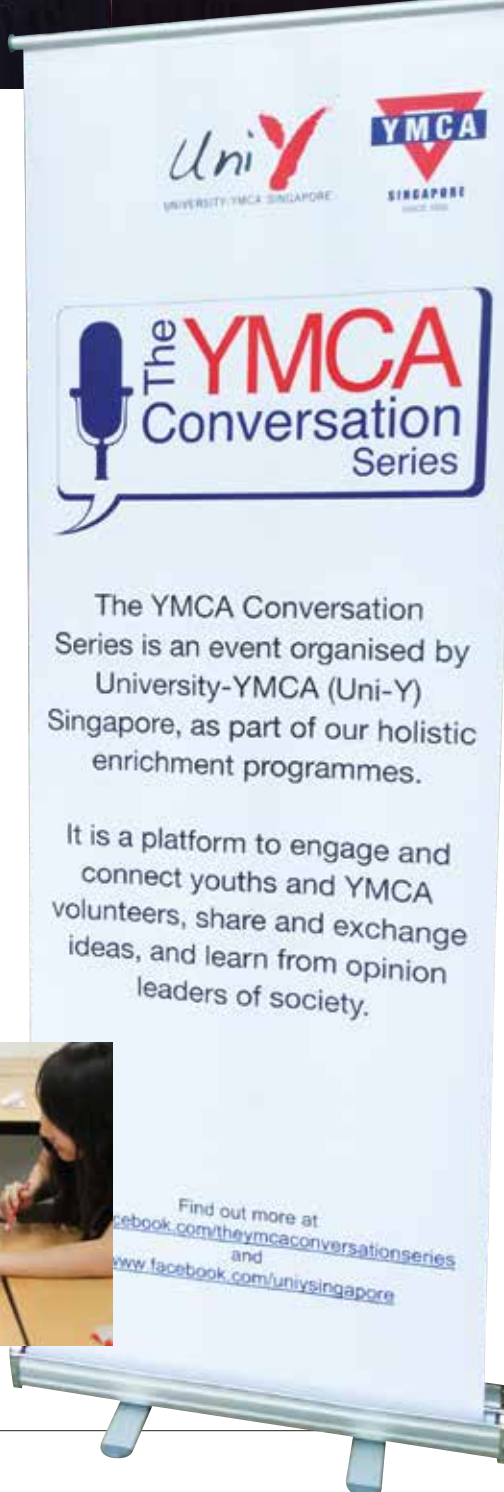 Uni Y
UNIVERSITY-YMCA SINGAPORE
YMCA
SINGAPORE
The YMCA
Conversation
Series
The YMCA Conversation
Series is an event organised by
University-YMCA (Uni-Y)
Singapore, as part of our holistic
enrichment programmes.
It is a platform to engage and
connect youths and YMCA
volunteers, share and exchange
ideas, and learn from opinion
leaders of society.
Find out more at
cebook.com/theymcaconversationseries
and
www.facebook.com/uniysingapore